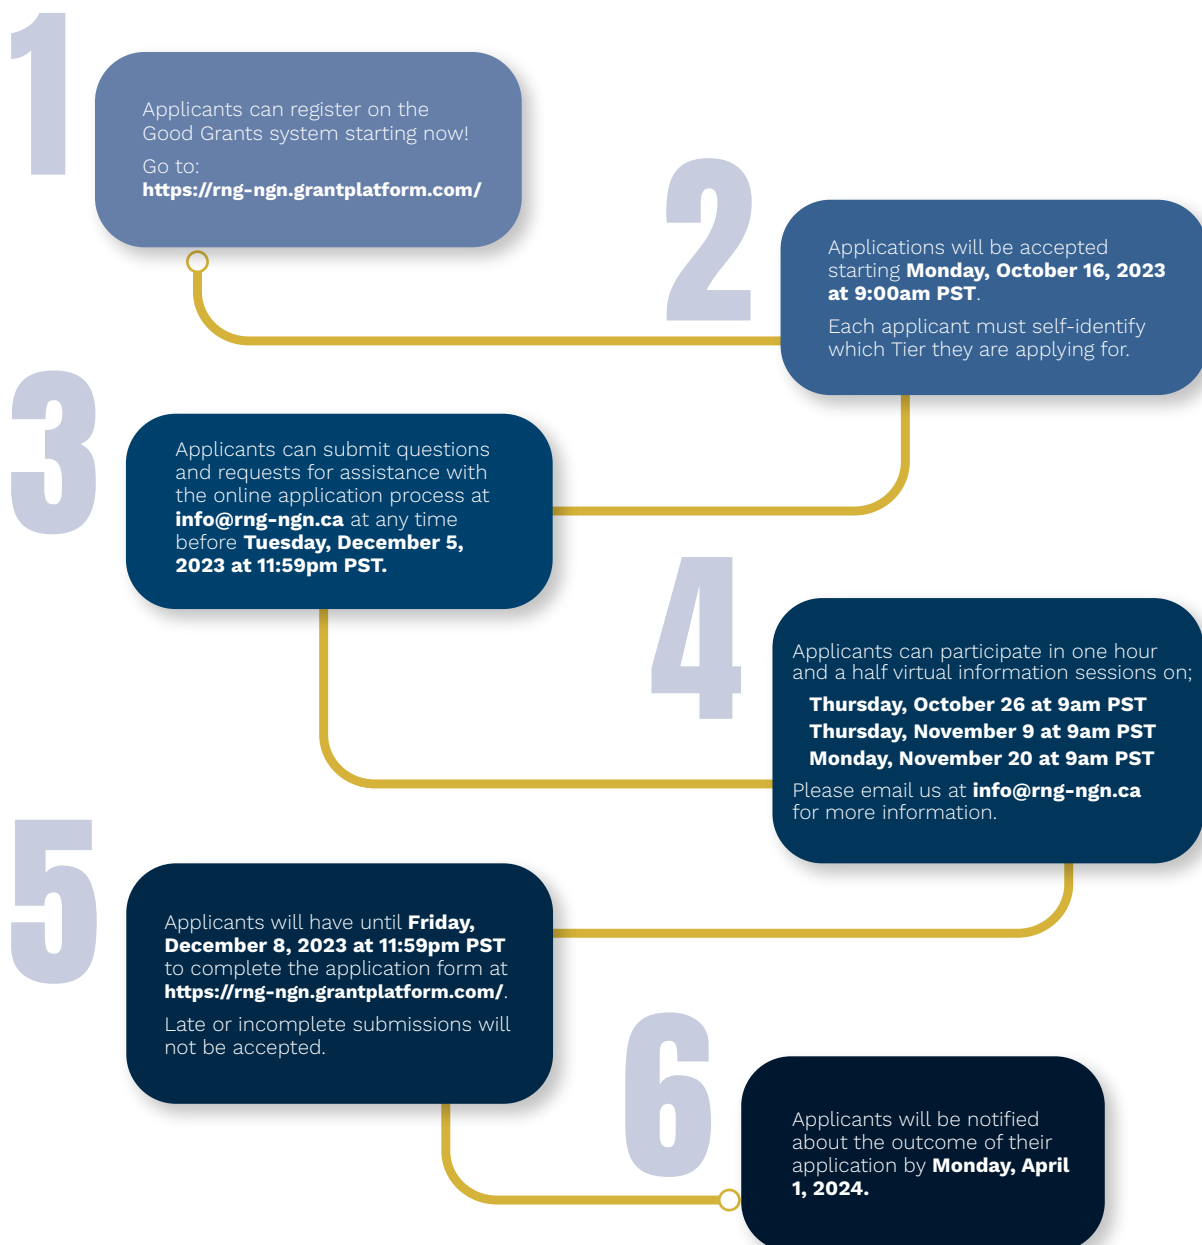 1
Applicants can register on the
Good Grants system starting now!
Go to:
https://rng-ngn.grantplatform.com/
2
Applications will be accepted
starting Monday, October 16, 2023
at 9:00am PST.
Each applicant must self-identify
which Tier they are applying for.
3
Applicants can submit questions
and requests for assistance with
the online application process at
info@rng-ngn.ca at any time
before Tuesday, December 5,
2023 at 11:59pm PST.
4
Applicants can participate in one hour
and a half virtual information sessions on;
Thursday, October 26 at 9am PST
Thursday, November 9 at 9am PST
Monday, November 20 at 9am PST
Please email us at info@rng-ngn.ca
for more information.
5
Applicants will have until Friday,
December 8, 2023 at 11:59pm PST
to complete the application form at
https://rng-ngn.grantplatform.com/.
Late or incomplete submissions will
not be accepted.
6
Applicants will be notified
about the outcome of their
application by Monday, April
1, 2024.